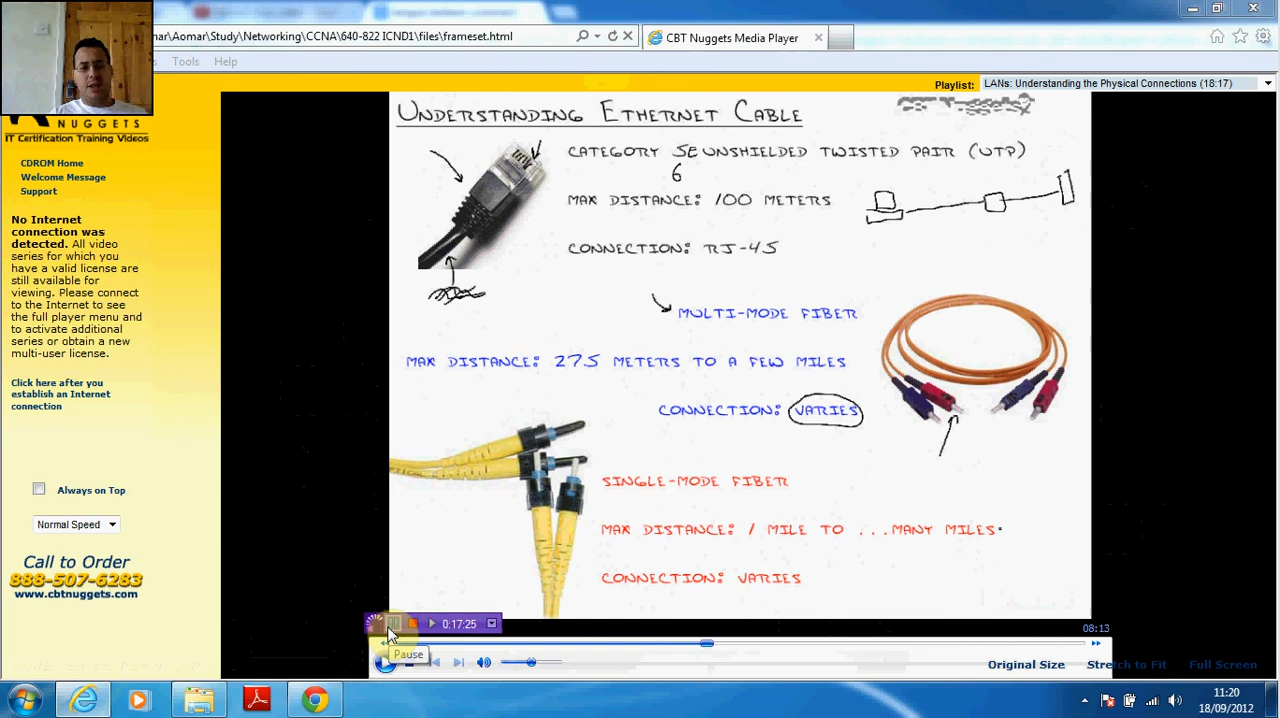 mar\Aomar\Study\Networking\CCNA\640-822 ICND1\files\frameset.html
CBT Nuggets Media Player
Tools Help
Playlist: LANs: Understanding the Physical Connections (18:17)
NUGGETS
IT Certification Training Videos
CDROM Home
Welcome Message
Support
No Internet
connection was
detected. All video
series for which you
have a valid license are
still available for
viewing. Please connect
to the Internet to see
the full player menu and
to activate additional
series or obtain a new
multi-user license.
Click here after you
establish an Internet
connection
Always on Top
Normal Speed
Call to Order
888-507-6283
www.cbtnuggets.com
UNDERSTANDING ETHERNET CABLE
CATEGORY 5E UNSHIELDED TWISTED PAIR (UTP)
6
MAX DISTANCE: 100 METERS
CONNECTION: RJ-45
MULTI-MODE FIBER
MAX DISTANCE: 275 METERS TO A FEW MILES
CONNECTION: VARIES
SINGLE-MODE FIBER
MAX DISTANCE: 1 MILE TO ...MANY MILES
CONNECTION: VARIES
0:17:25
Pause
08:13
Original Size Stretch to Fit Full Screen
11:20
18/09/2012